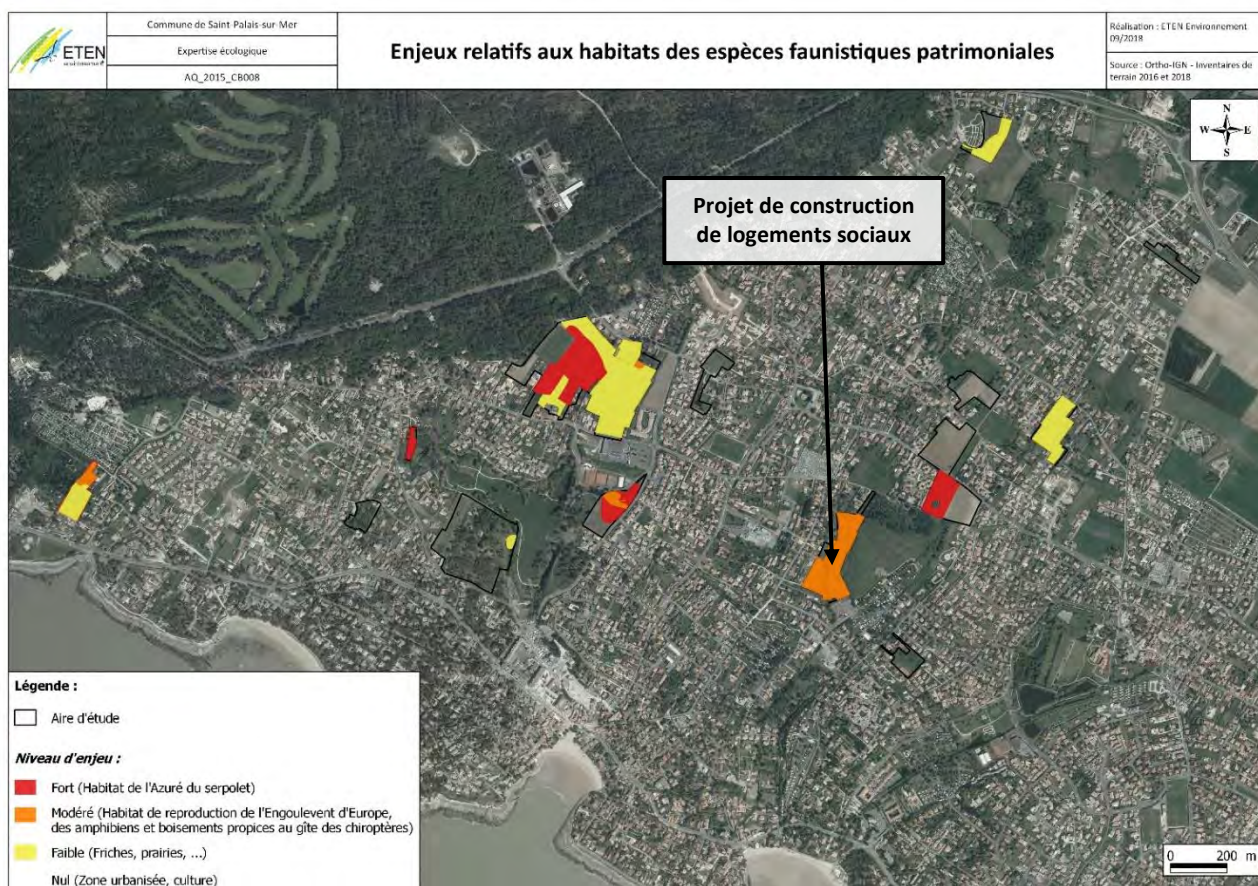 ETEN
Commune de Saint-Palais-sur-Mer
Expertise écologique
AQ_2015_CB008
Enjeux relatifs aux habitats des espèces faunistiques patrimoniales
Réalisation : ETEN Environnement
09/2018
Source : Ortho-IGN - Inventaires de
terrain 2016 et 2018
N
W E
S
Projet de construction
de logements sociaux
Légende :
Aire d'étude
Niveau d'enjeu :
Fort (Habitat de l'Azuré du serpolet)
Modéré (Habitat de reproduction de l'Engoulevent d'Europe,
des amphibiens et boisements propices au gîte des chiroptères)
Faible (Friches, prairies, ...)
Nul (Zone urbanisée, culture)
0 200 m